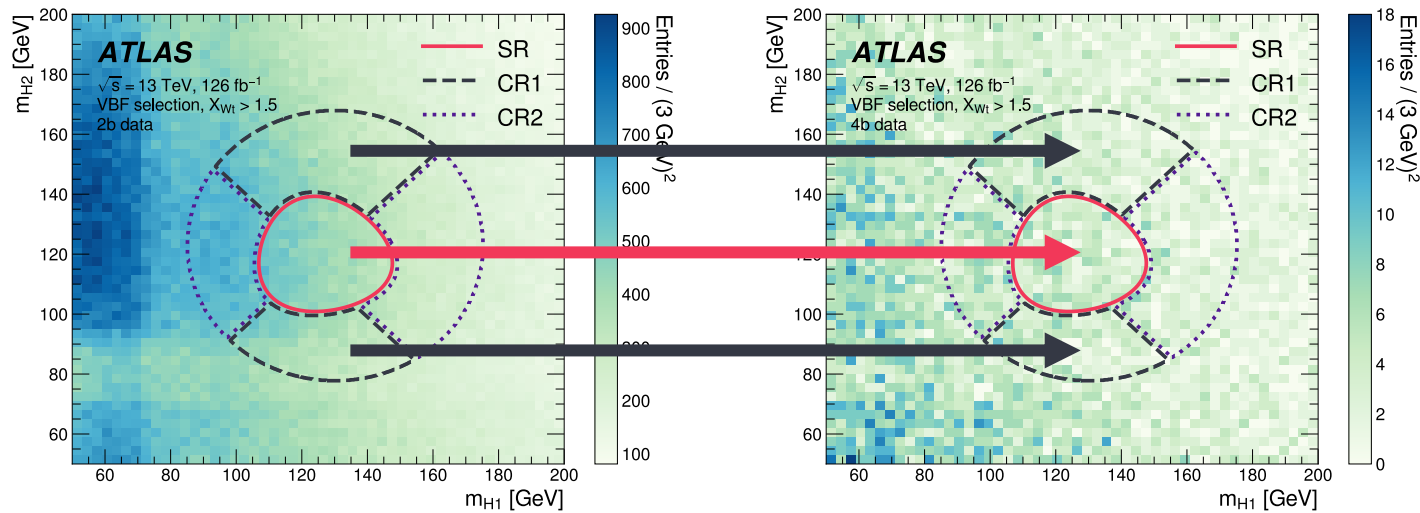 ATLAS
√s = 13 TeV, 126 fb⁻¹
VBF selection, X_Wt > 1.5
2b data
SR
CR1
CR2
200
180
160
140
120
100
80
60
m_H2 [GeV]
60 80 100 120 140 160 180 200
m_H1 [GeV]
900
800
700
600
500
400
300
200
100
Entries / (3 GeV)²
ATLAS
√s = 13 TeV, 126 fb⁻¹
VBF selection, X_Wt > 1.5
4b data
SR
CR1
CR2
200
180
160
140
120
100
80
60
m_H2 [GeV]
60 80 100 120 140 160 180 200
m_H1 [GeV]
18
16
14
12
10
8
6
4
2
0
Entries / (3 GeV)²